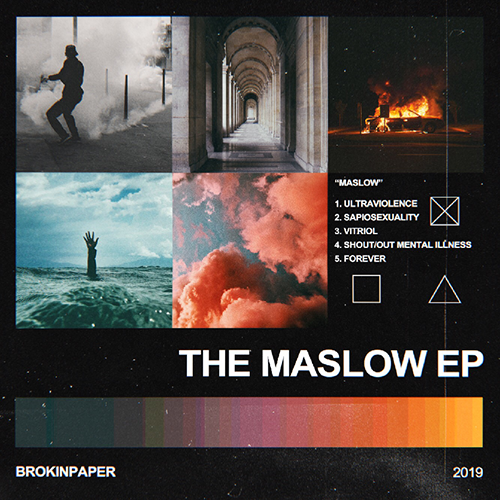 "MASLOW"
1. ULTRAVIOLENCE
2. SAPIOSEXUALITY
3. VITRIOL
4. SHOUT/OUT MENTAL ILLNESS
5. FOREVER
THE MASLOW EP
BROKINPAPER
2019